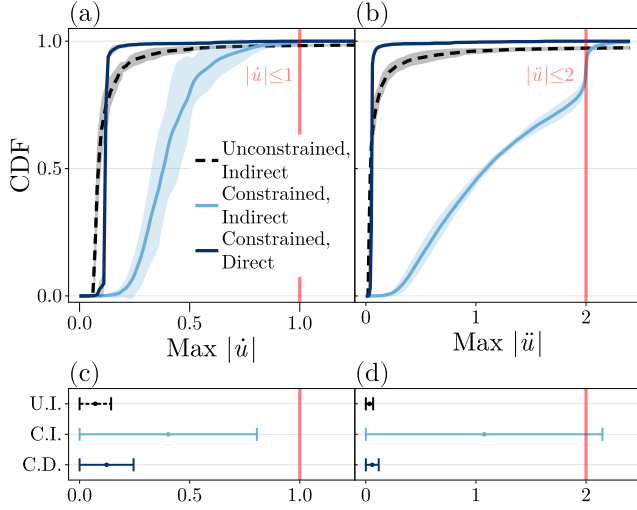 (a)
(b)
1.0
0.5
0.0
CDF
|u̇|≤1
|ü|≤2
Unconstrained,
Indirect
Constrained,
Indirect
Constrained,
Direct
0.0
0.5
1.0
0
1
2
Max |u̇|
Max |ü|
(c)
(d)
U.I.
C.I.
C.D.
0.0
0.5
1.0
0
1
2